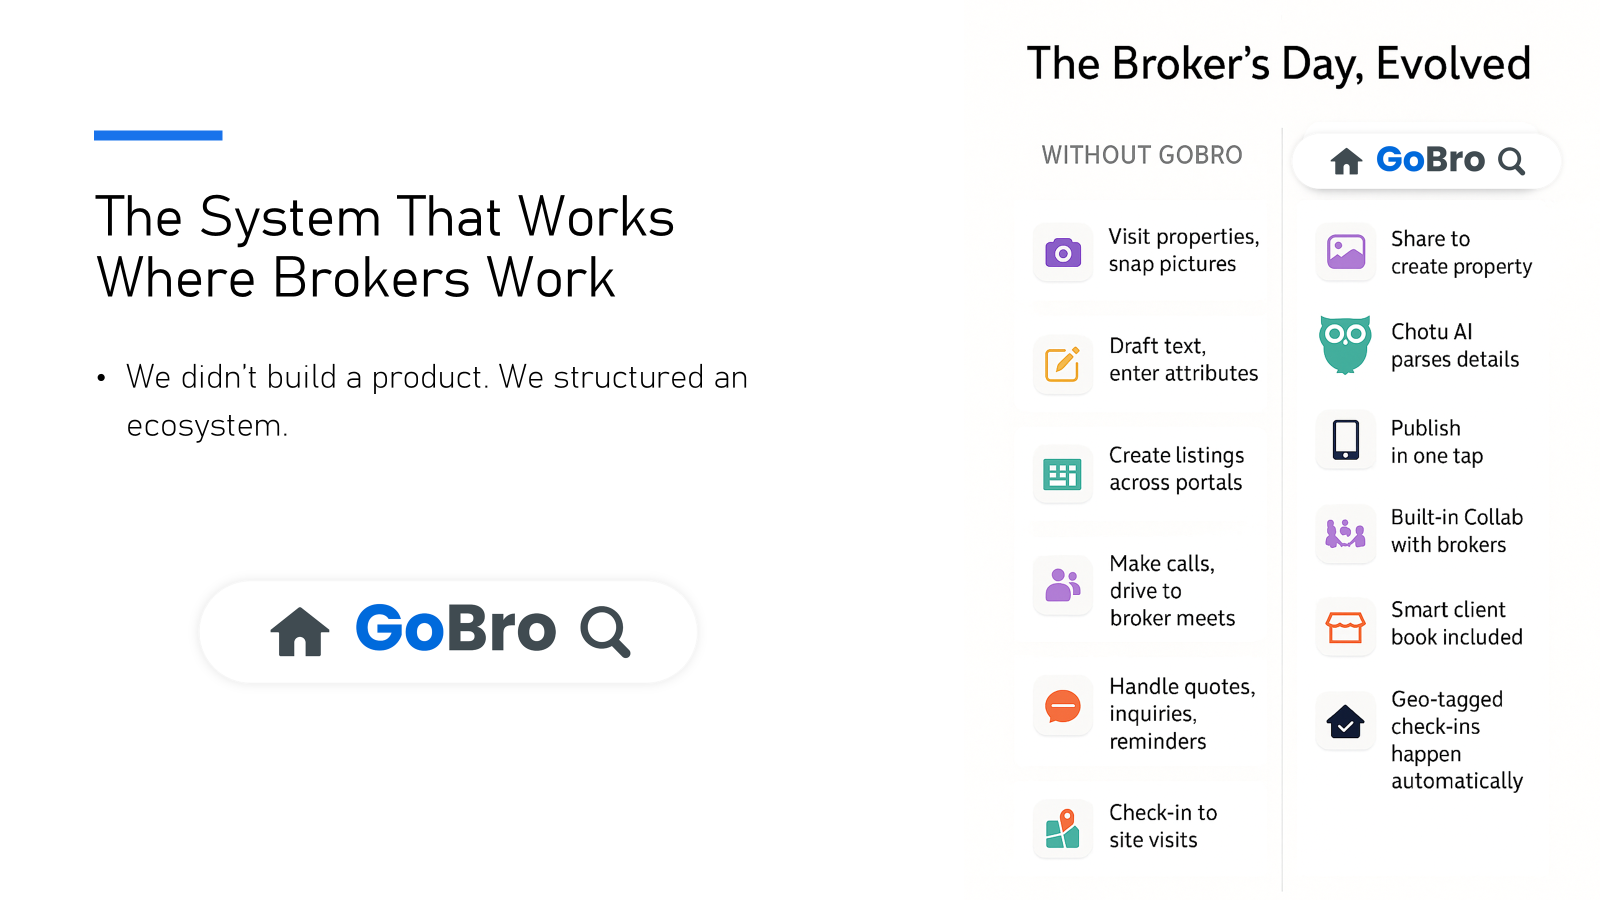 The System That Works
Where Brokers Work
• We didn't build a product. We structured an
ecosystem.
GoBro
The Broker's Day, Evolved
WITHOUT GOBRO
Visit properties,
snap pictures
Draft text,
enter attributes
Create listings
across portals
Make calls,
drive to
broker meets
Handle quotes,
inquiries,
reminders
Check-in to
site visits
GoBro
Share to
create property
Chotu AI
parses details
Publish
in one tap
Built-in Collab
with brokers
Smart client
book included
Geo-tagged
check-ins
happen
automatically